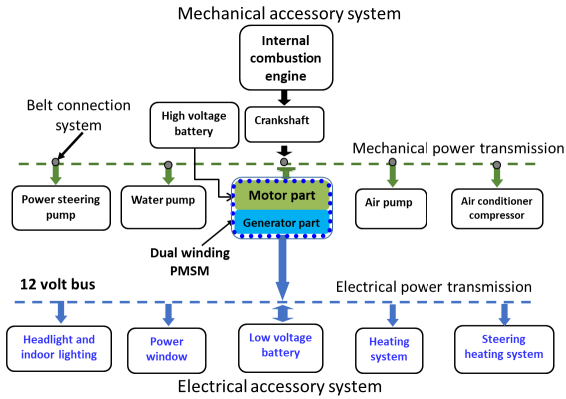 Mechanical accessory system
Internal
combustion
engine
Belt connection
system
High voltage
battery
Crankshaft
Mechanical power transmission
Power steering
pump
Water pump
Motor part
Generator part
Air pump
Air conditioner
compressor
Dual winding
PMSM
12 volt bus
Electrical power transmission
Headlight and
indoor lighting
Power
window
Low voltage
battery
Heating
system
Steering
heating system
Electrical accessory system